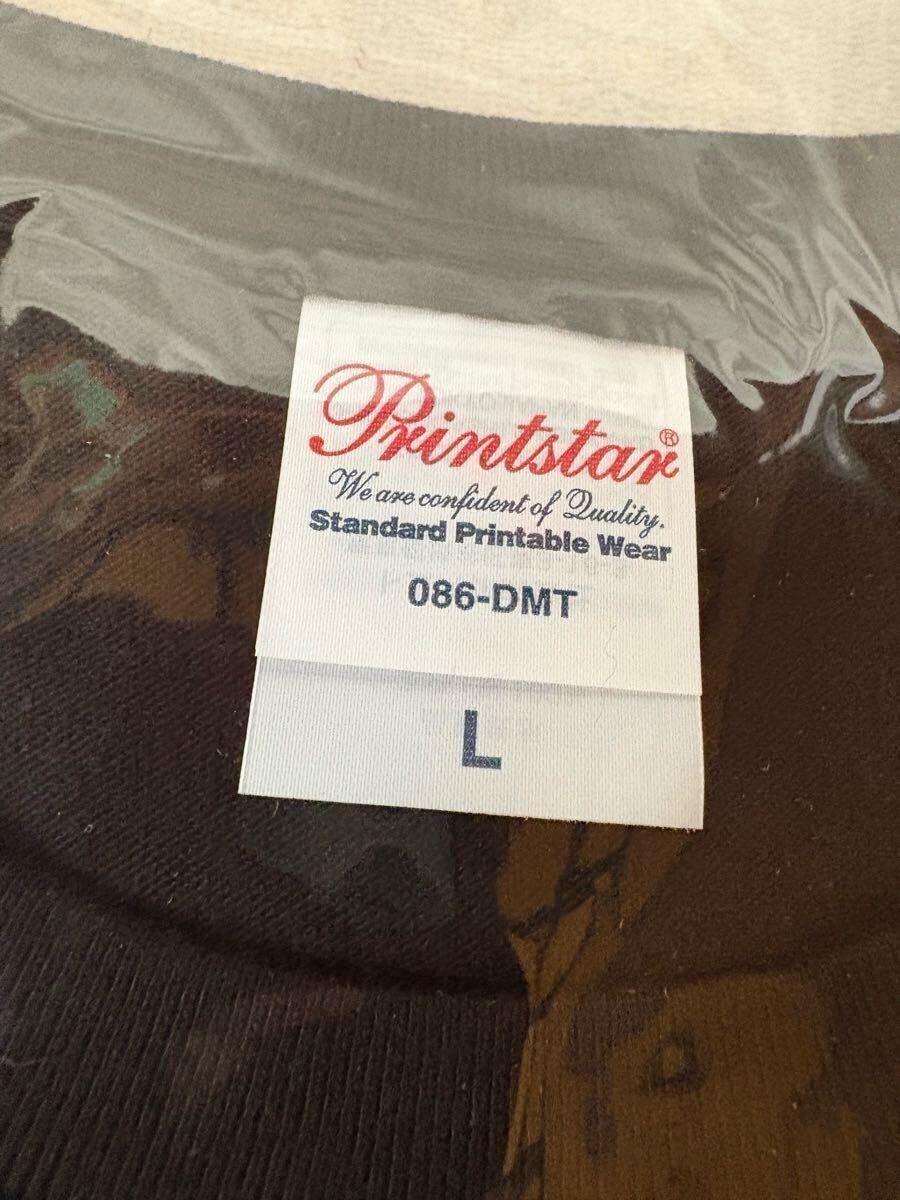 Printstar®
We are confident of Quality.
Standard Printable Wear
086-DMT
L